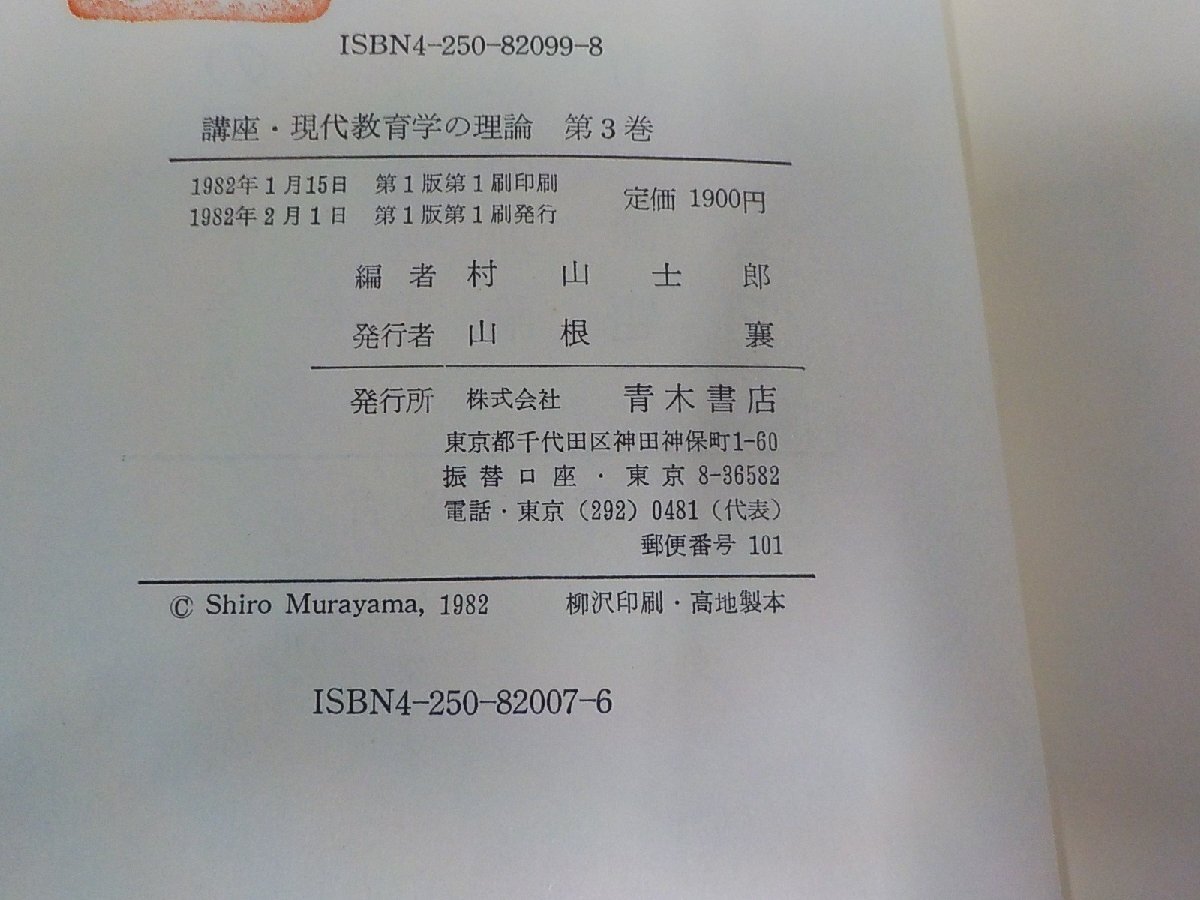 ISBN4-250-82099-8
講座・現代教育学の理論 第3巻
1982年1月15日 第1版第1刷印刷
1982年2月1日 第1版第1刷発行
定価 1900円
編者 村山士郎
発行者 山根襄
発行所 株式会社 青木書店
東京都千代田区神田神保町1-60
振替口座・東京 8-36582
電話・東京(292)0481(代表)
郵便番号 101
© Shiro Murayama, 1982 柳沢印刷・高地製本
ISBN4-250-82007-6